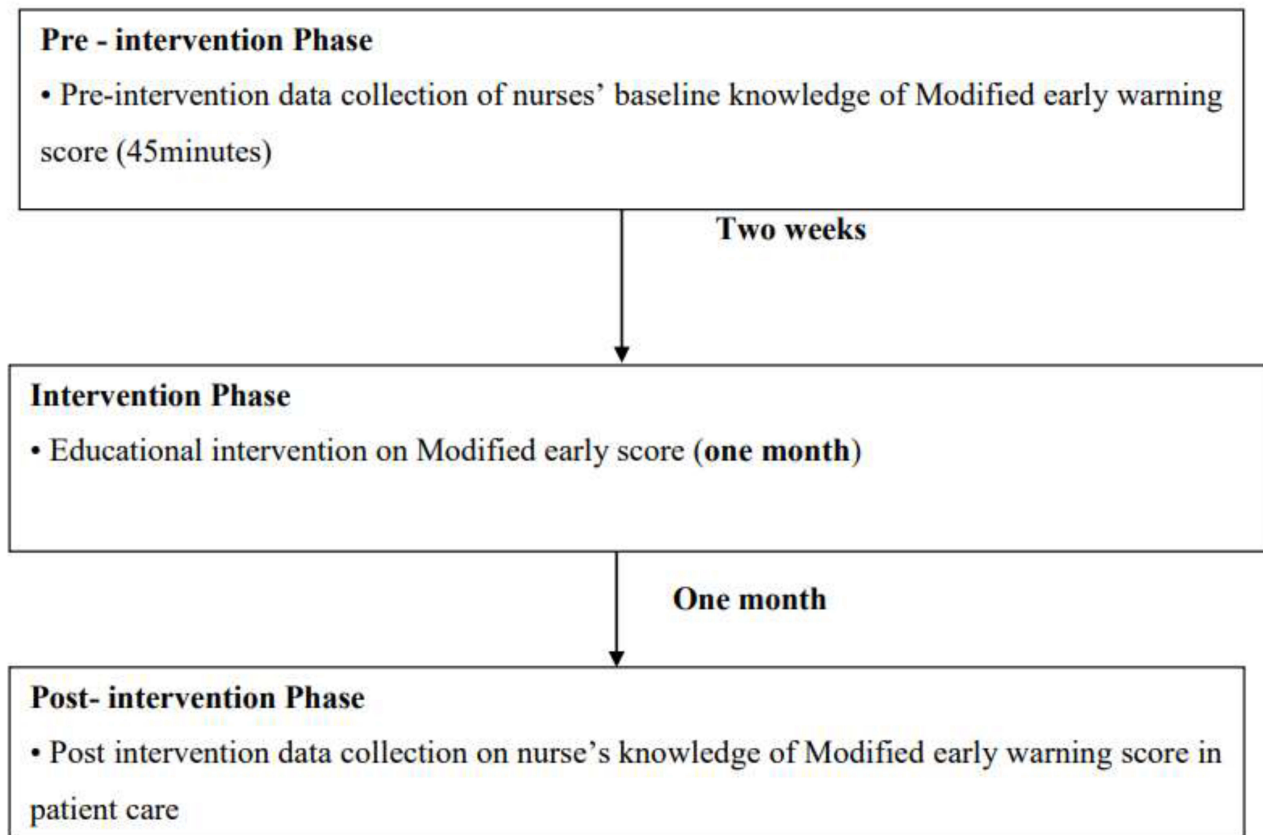 Pre - intervention Phase
• Pre-intervention data collection of nurses’ baseline knowledge of Modified early warning
score (45minutes)
Two weeks
Intervention Phase
• Educational intervention on Modified early score (one month)
One month
Post- intervention Phase
• Post intervention data collection on nurse’s knowledge of Modified early warning score in
patient care